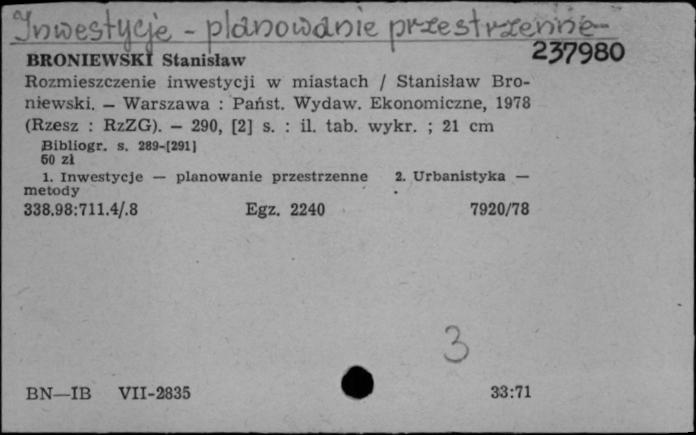 Inwestycje - planowanie przestrzenne
237980
BRONIEWSKI Stanisław
Rozmieszczenie inwestycji w miastach / Stanisław Bro-
niewski. — Warszawa : Państ. Wydaw. Ekonomiczne, 1978
(Rzesz : RzZG). — 290, [2] s. : il. tab. wykr. ; 21 cm
Bibliogr. s. 289-[291]
60 zł
1. Inwestycje — planowanie przestrzenne 2. Urbanistyka —
metody
338.98:711.4/.8 Egz. 2240 7920/78
3
BN—IB VII-2835 33:71